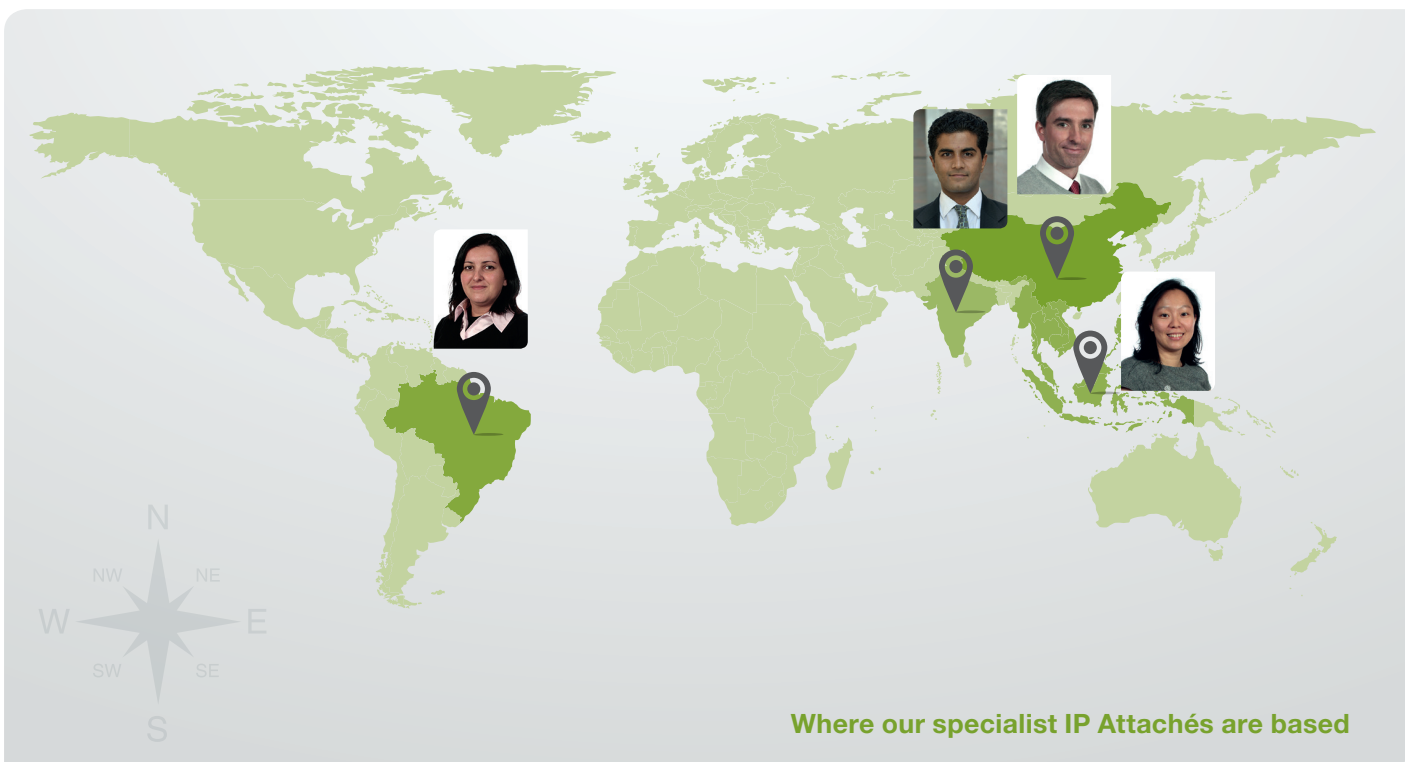 N
NW NE
W E
SW SE
S
Where our specialist IP Attachés are based